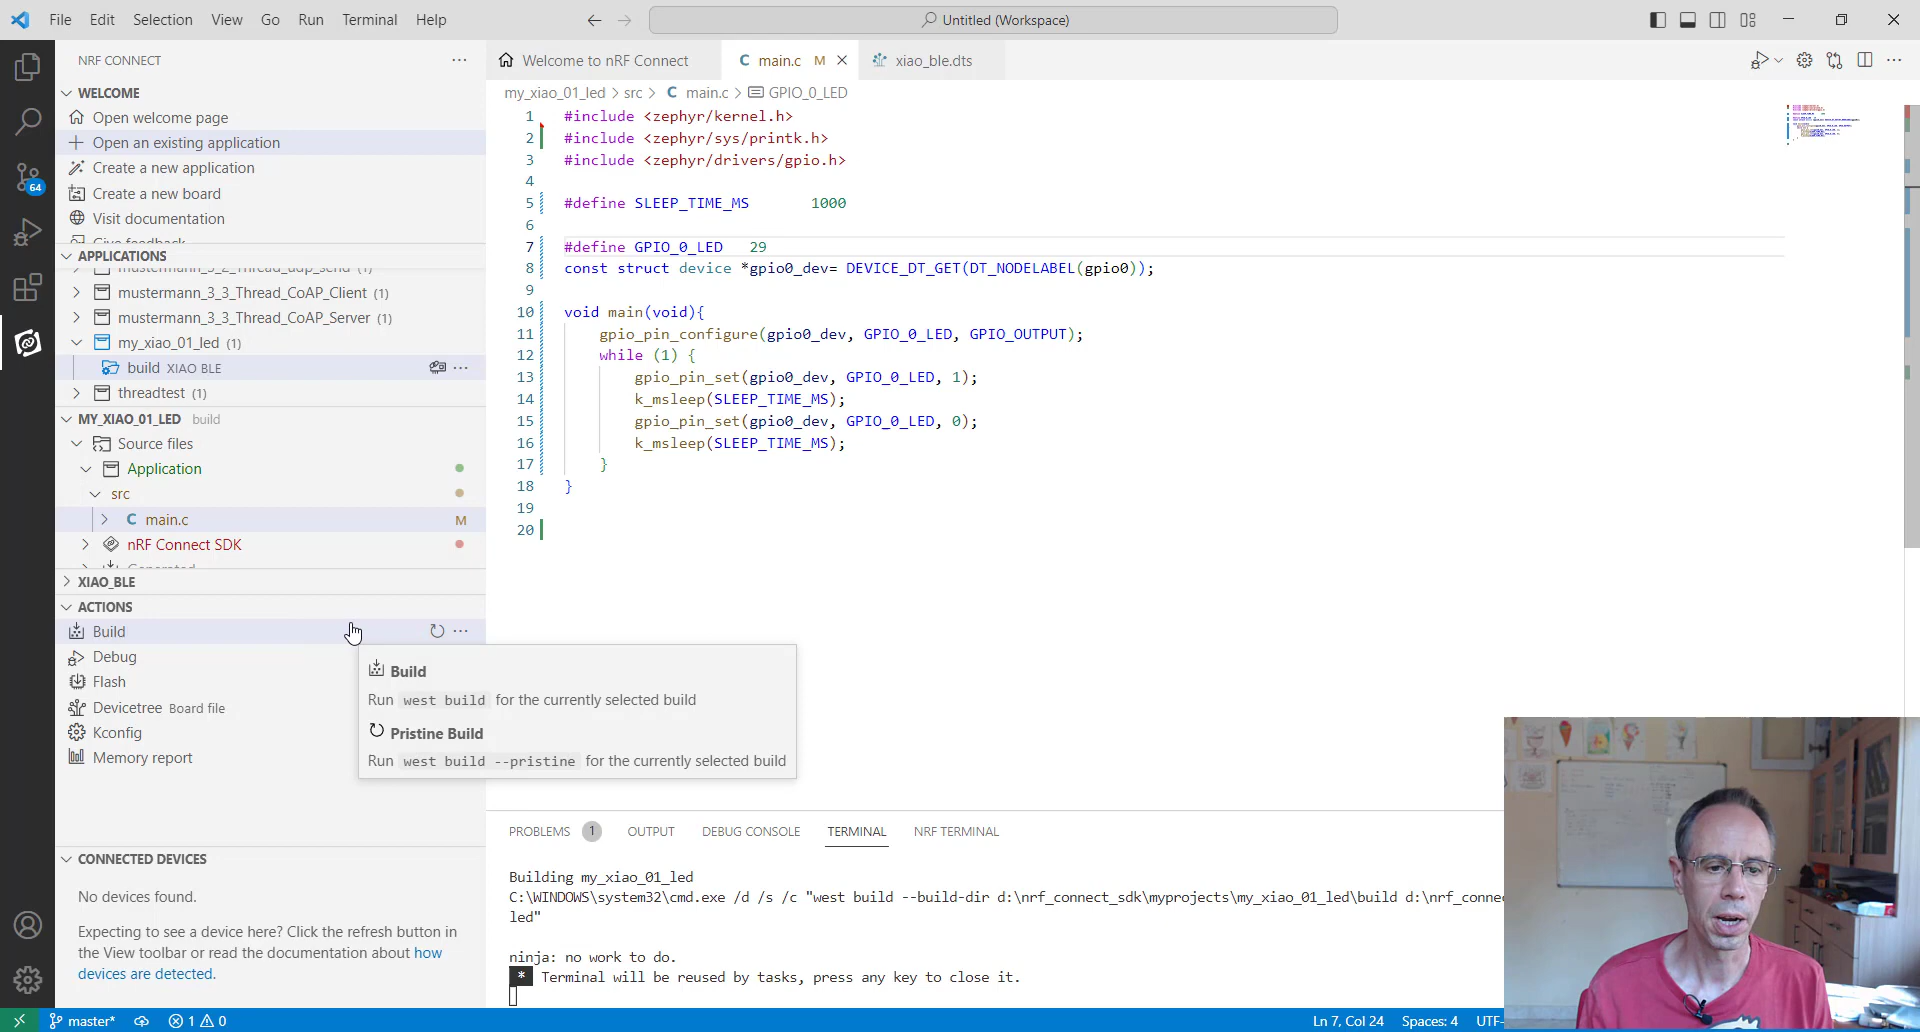 File Edit Selection View Go Run Terminal Help
Untitled (Workspace)
NRF CONNECT
WELCOME
Open welcome page
Open an existing application
Create a new application
Create a new board
Visit documentation
Give feedback
APPLICATIONS
mustermann_3_2_Thread_udp_send (1)
mustermann_3_3_Thread_CoAP_Client (1)
mustermann_3_3_Thread_CoAP_Server (1)
my_xiao_01_led (1)
build XIAO BLE
threadtest (1)
MY_XIAO_01_LED build
Source files
Application
src
C main.c M
nRF Connect SDK
Generated
XIAO_BLE
ACTIONS
Build
Debug
Flash
Devicetree Board file
Kconfig
Memory report
CONNECTED DEVICES
No devices found.
Expecting to see a device here? Click the refresh button in
the View toolbar or read the documentation about how
devices are detected.
64
Welcome to nRF Connect
C main.c M
xiao_ble.dts
my_xiao_01_led > src > C main.c > GPIO_0_LED
1 #include <zephyr/kernel.h>
2 #include <zephyr/sys/printk.h>
3 #include <zephyr/drivers/gpio.h>
4
5 #define SLEEP_TIME_MS 1000
6
7 #define GPIO_0_LED 29
8 const struct device *gpio0_dev= DEVICE_DT_GET(DT_NODELABEL(gpio0));
9
10 void main(void){
11 gpio_pin_configure(gpio0_dev, GPIO_0_LED, GPIO_OUTPUT);
12 while (1) {
13 gpio_pin_set(gpio0_dev, GPIO_0_LED, 1);
14 k_msleep(SLEEP_TIME_MS);
15 gpio_pin_set(gpio0_dev, GPIO_0_LED, 0);
16 k_msleep(SLEEP_TIME_MS);
17 }
18 }
19
20
Build
Run west build for the currently selected build
Pristine Build
Run west build --pristine for the currently selected build
PROBLEMS 1 OUTPUT DEBUG CONSOLE TERMINAL NRF TERMINAL
Building my_xiao_01_led
C:\WINDOWS\system32\cmd.exe /d /s /c "west build --build-dir d:\nrf_connect_sdk\myprojects\my_xiao_01_led\build d:\nrf_conne
led"
ninja: no work to do.
* Terminal will be reused by tasks, press any key to close it.
master* 1 0
Ln 7, Col 24 Spaces: 4 UTF-